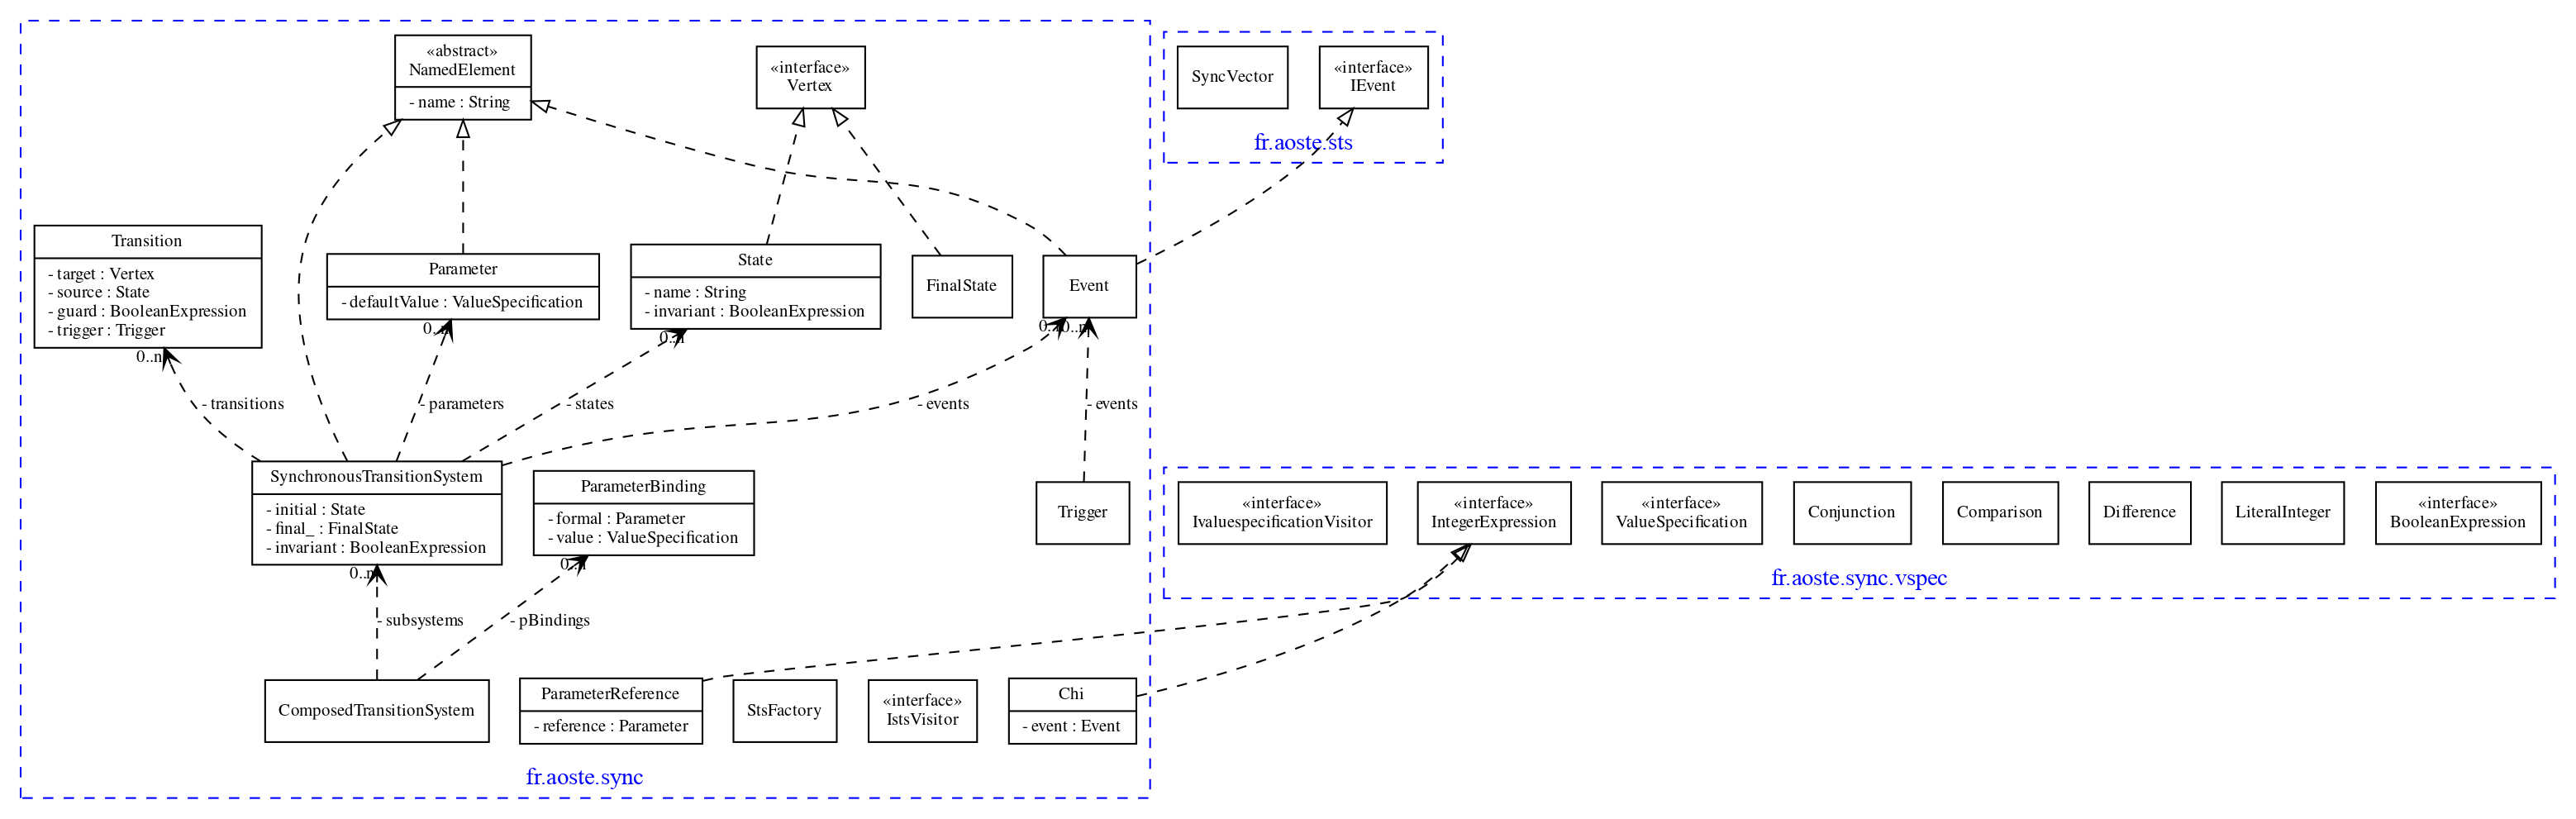 «abstract»
NamedElement
- name : String
«interface»
Vertex
SyncVector
«interface»
IEvent
fr.aoste.sts
Transition
- target : Vertex
- source : State
- guard : BooleanExpression
- trigger : Trigger
Parameter
- defaultValue : ValueSpecification
State
- name : String
- invariant : BooleanExpression
FinalState
Event
0..n
0..n
0..n
0..n
0..n
- transitions
- parameters
- states
- events
- events
SynchronousTransitionSystem
- initial : State
- final_ : FinalState
- invariant : BooleanExpression
ParameterBinding
- formal : Parameter
- value : ValueSpecification
Trigger
«interface»
IvaluespecificationVisitor
«interface»
IntegerExpression
«interface»
ValueSpecification
Conjunction
Comparison
Difference
LiteralInteger
«interface»
BooleanExpression
fr.aoste.sync.vspec
0..n
0..n
- subsystems
- pBindings
ComposedTransitionSystem
ParameterReference
- reference : Parameter
StsFactory
«interface»
IstsVisitor
Chi
- event : Event
fr.aoste.sync